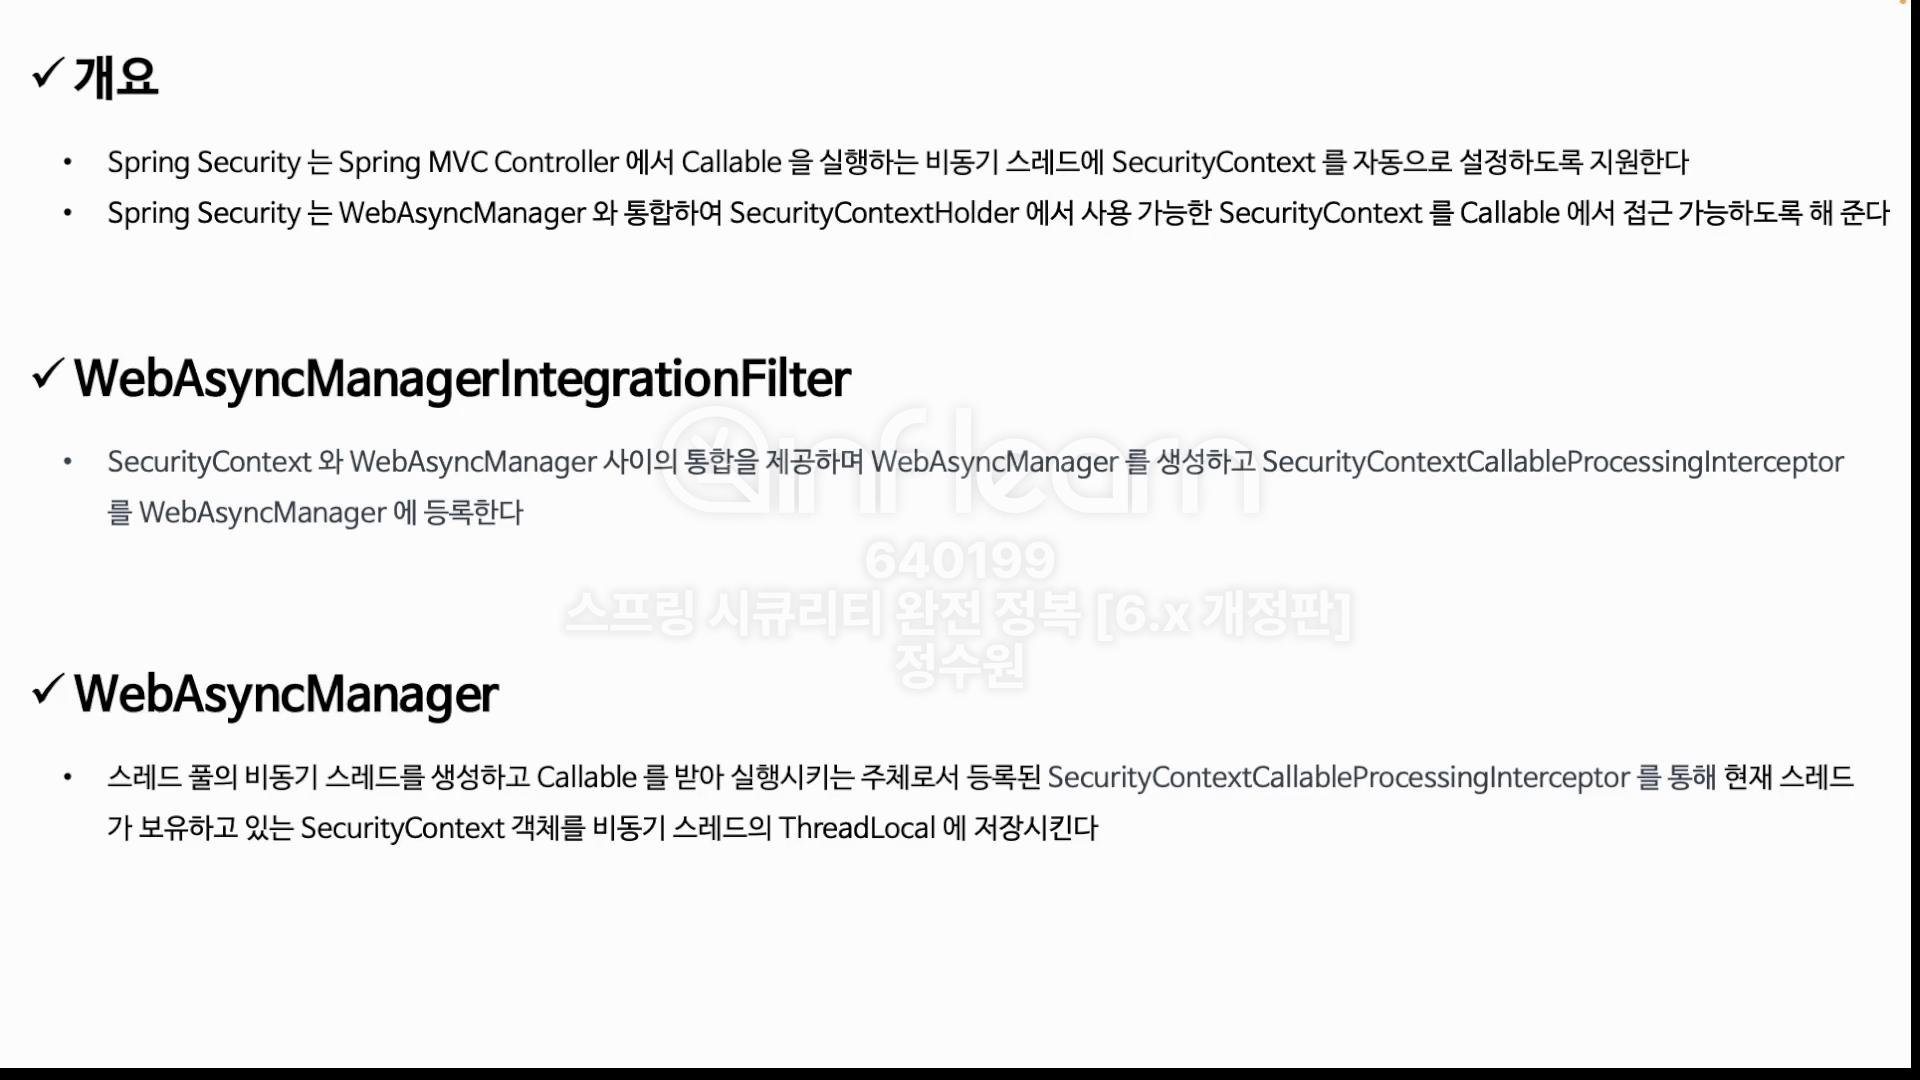 ✓ 개요
• Spring Security 는 Spring MVC Controller 에서 Callable 을 실행하는 비동기 스레드에 SecurityContext 를 자동으로 설정하도록 지원한다
• Spring Security 는 WebAsyncManager 와 통합하여 SecurityContextHolder 에서 사용 가능한 SecurityContext 를 Callable 에서 접근 가능하도록 해 준다
✓ WebAsyncManagerIntegrationFilter
• SecurityContext 와 WebAsyncManager 사이의 통합을 제공하며 WebAsyncManager 를 생성하고 SecurityContextCallableProcessingInterceptor
를 WebAsyncManager 에 등록한다
inflearn
640199
스프링 시큐리티 완전 정복 [6.x 개정판]
정수원
✓ WebAsyncManager
• 스레드 풀의 비동기 스레드를 생성하고 Callable 를 받아 실행시키는 주체로서 등록된 SecurityContextCallableProcessingInterceptor 를 통해 현재 스레드
가 보유하고 있는 SecurityContext 객체를 비동기 스레드의 ThreadLocal 에 저장시킨다